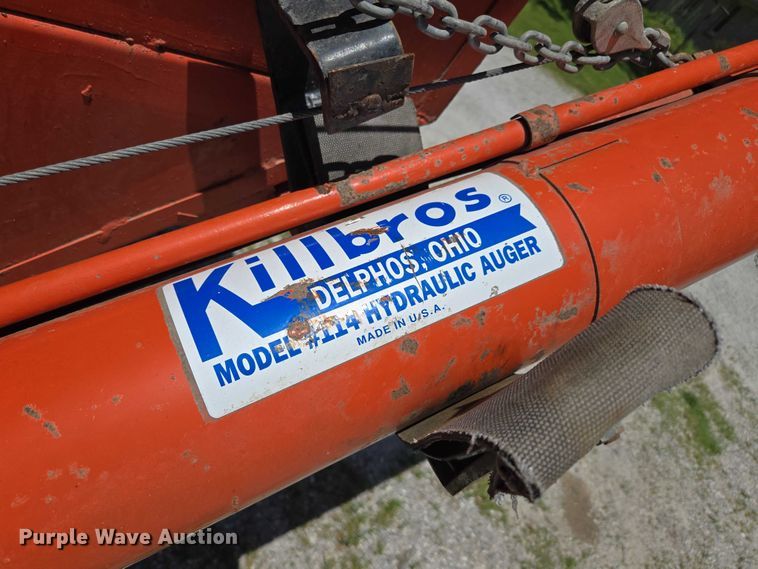 Killbros ®
DELPHOS, OHIO
MODEL #114 HYDRAULIC AUGER
MADE IN U.S.A.
Purple Wave Auction